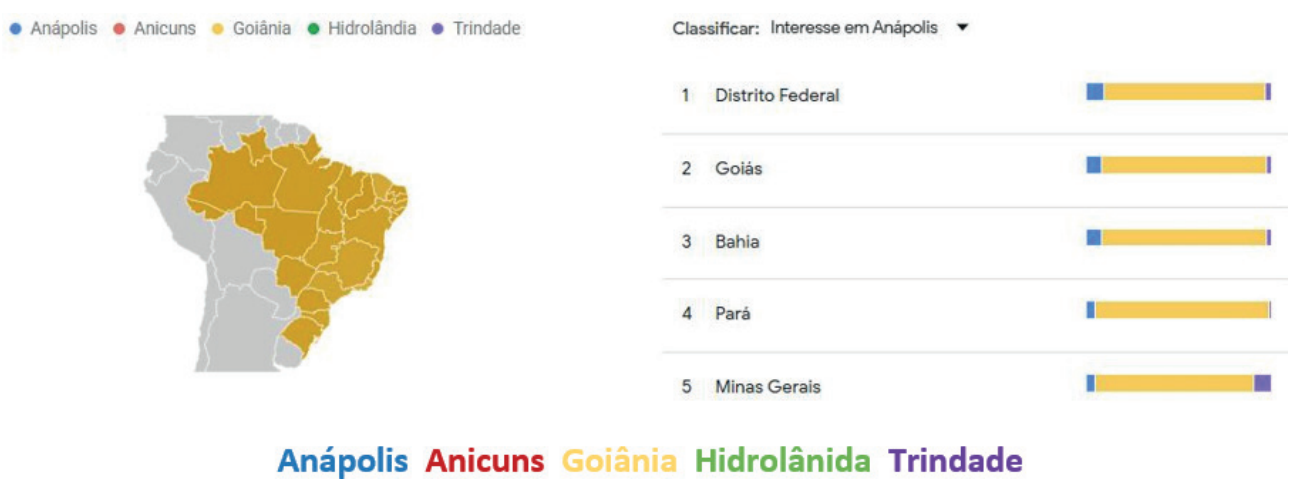 Anápolis Anicuns Goiânia Hidrolândia Trindade
Classificar: Interesse em Anápolis
1 Distrito Federal
2 Goiás
3 Bahia
4 Pará
5 Minas Gerais
Anápolis Anicuns Goiânia Hidrolânida Trindade